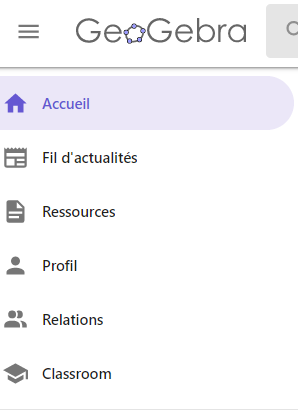 GeoGebra
Accueil
Fil d'actualités
Ressources
Profil
Relations
Classroom